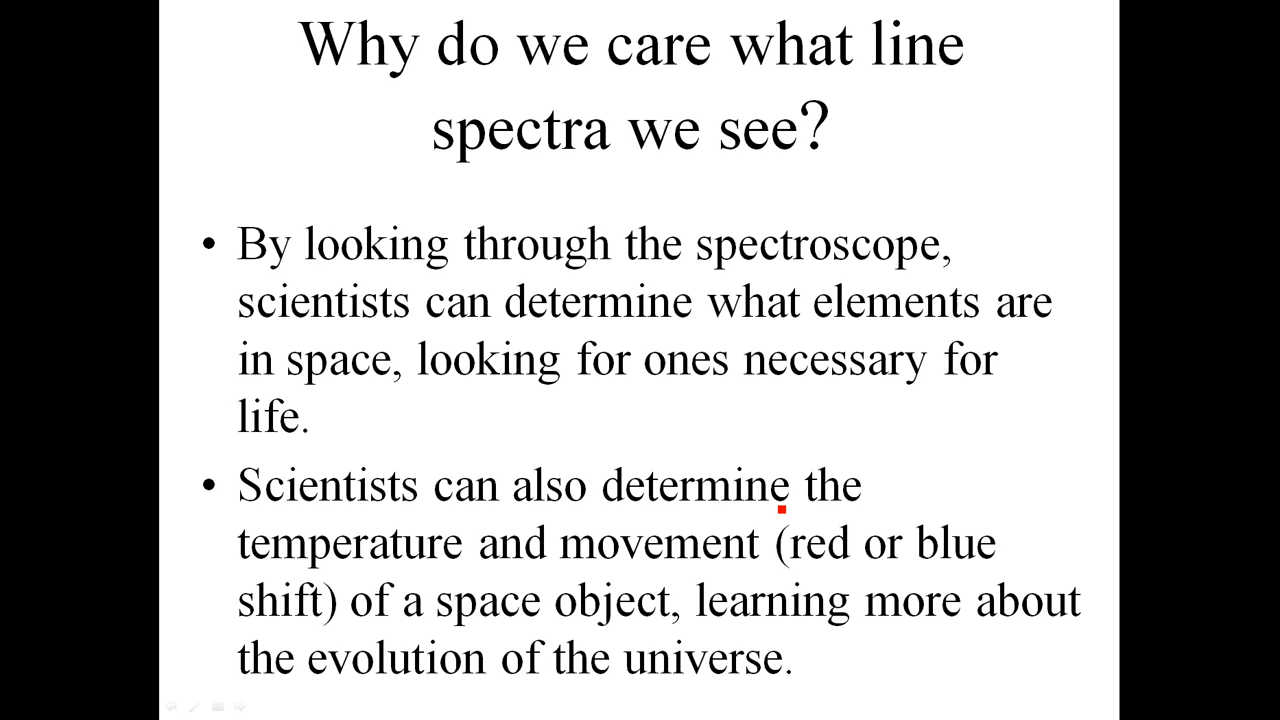 Why do we care what line
spectra we see?
• By looking through the spectroscope,
scientists can determine what elements are
in space, looking for ones necessary for
life.
• Scientists can also determine the
temperature and movement (red or blue
shift) of a space object, learning more about
the evolution of the universe.